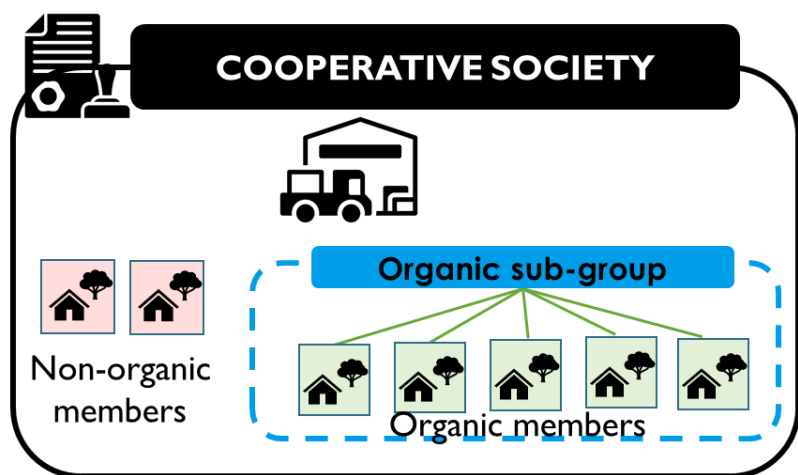 COOPERATIVE SOCIETY
Organic sub-group
Non-organic
members
Organic members